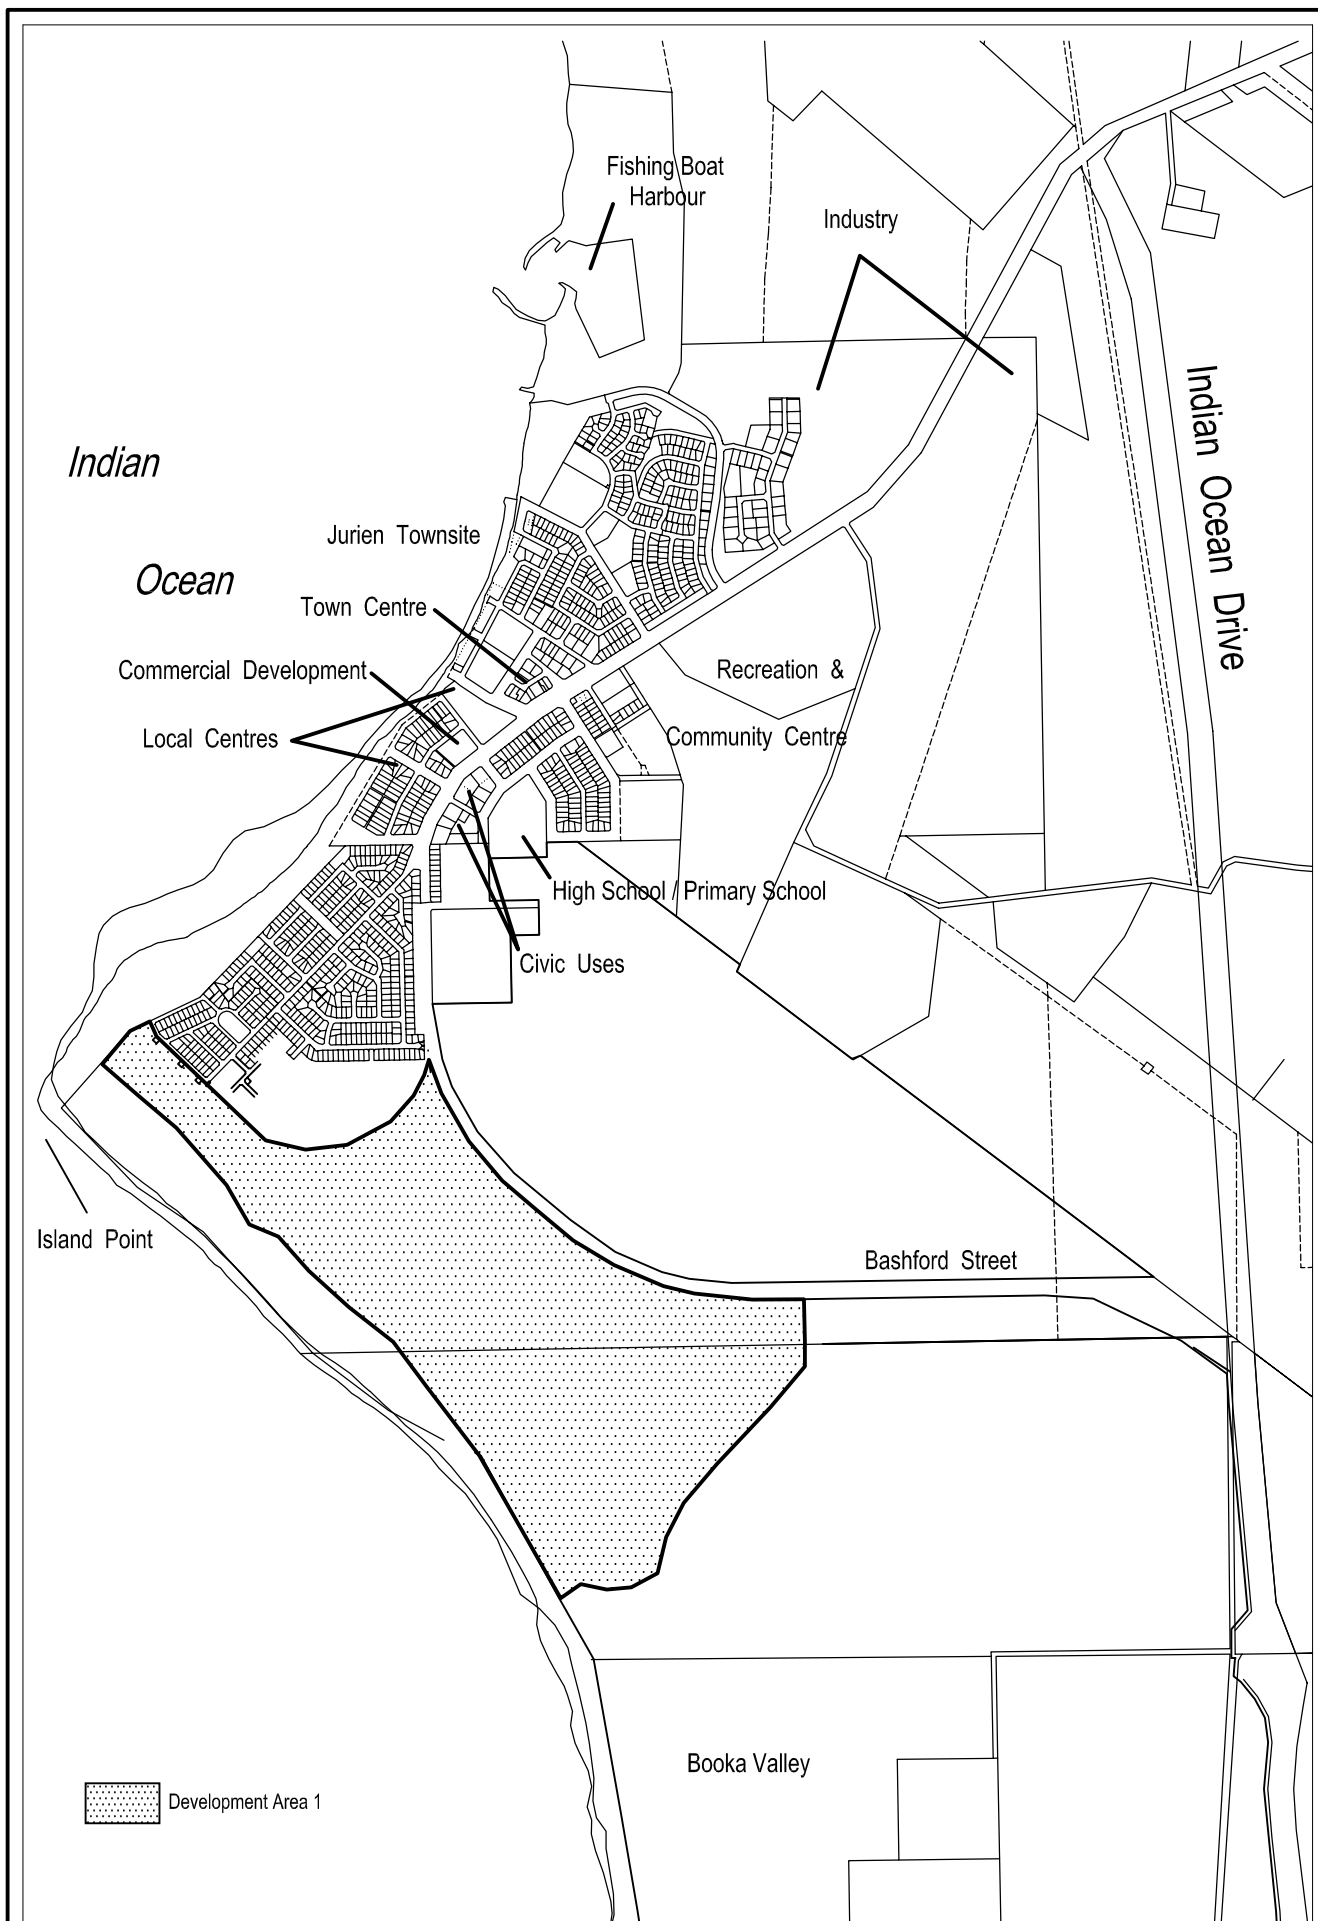 Fishing Boat
Harbour
Industry
Indian Ocean Drive
Indian
Ocean
Jurien Townsite
Town Centre
Commercial Development
Local Centres
Recreation &
Community Centre
High School / Primary School
Civic Uses
Island Point
Bashford Street
Booka Valley
Development Area 1